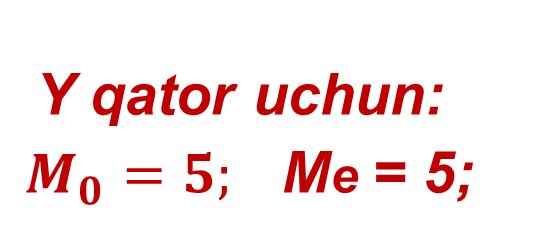 Y qator uchun:
M₀ = 5; Me = 5;